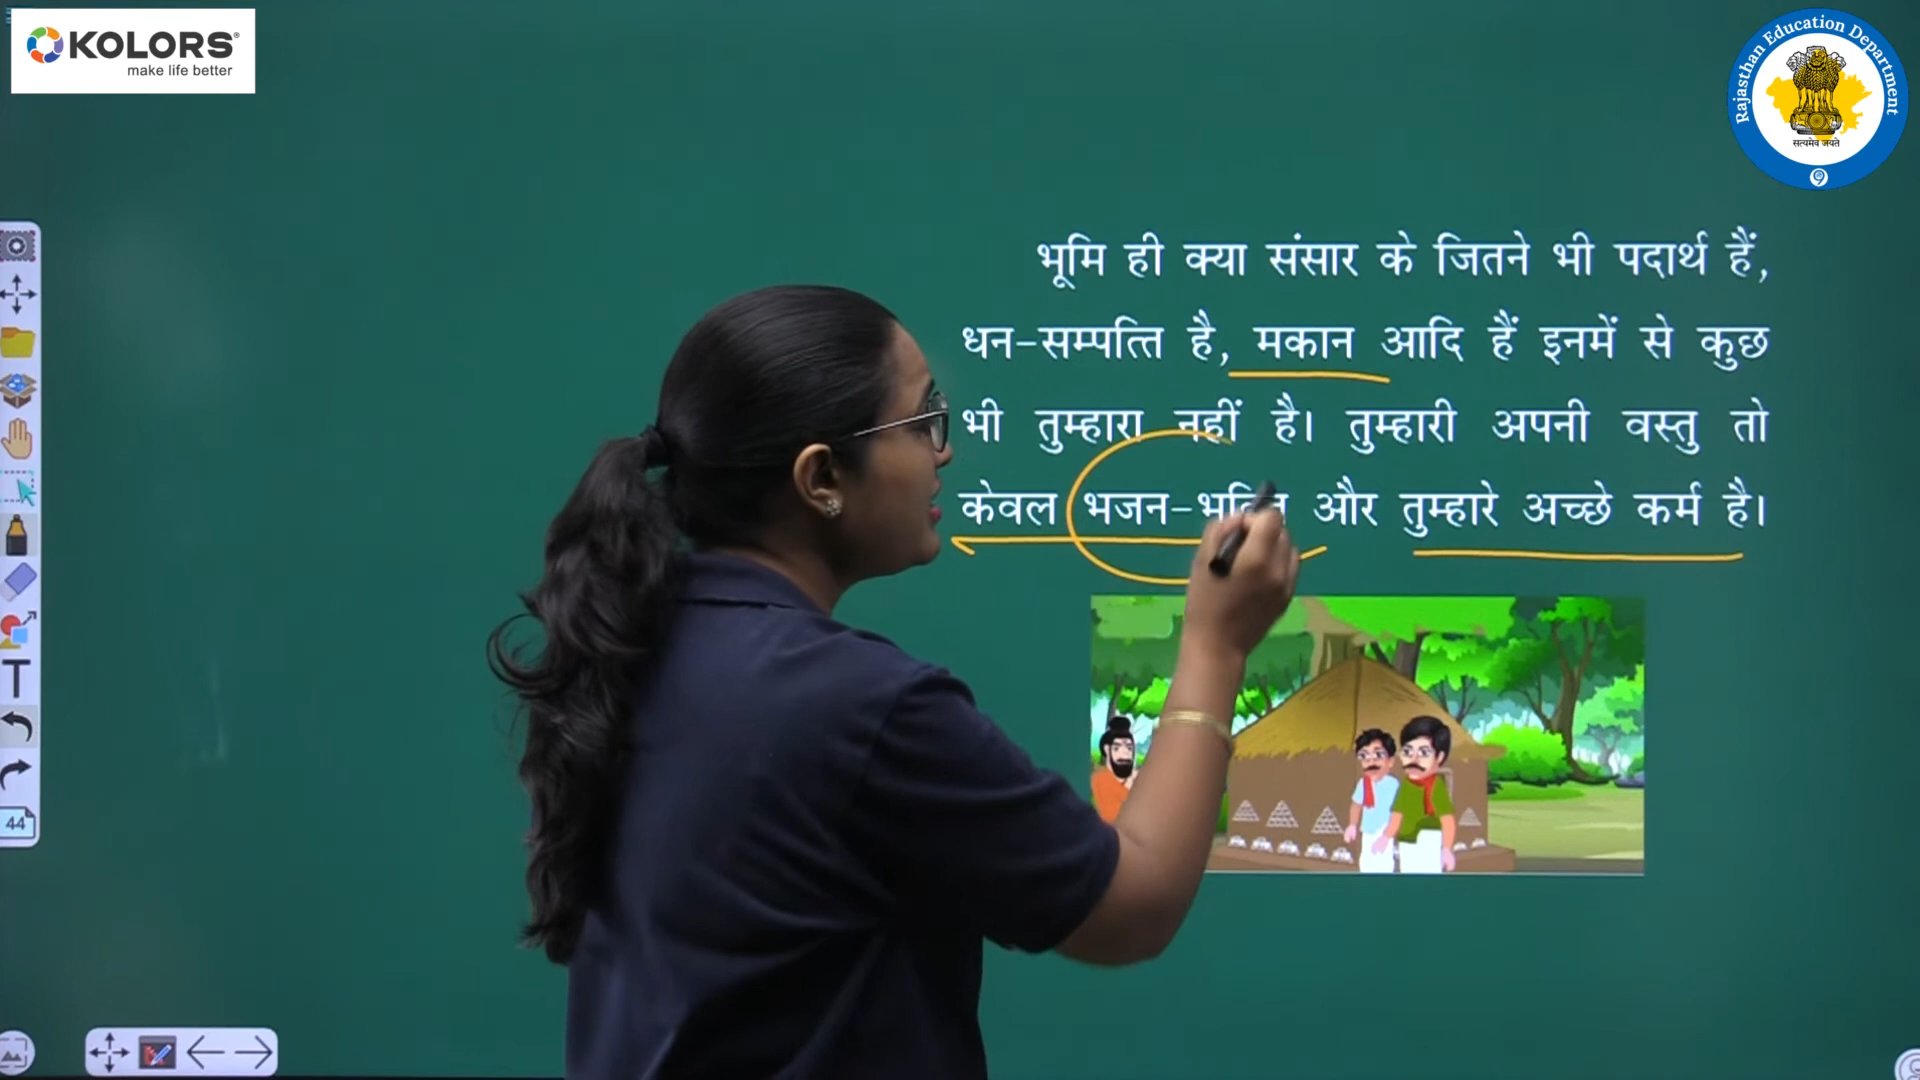 KOLORS
make life better
Rajasthan Education Department
सत्यमेव जयते
भूमि ही क्या संसार के जितने भी पदार्थ हैं,
धन-सम्पत्ति है, मकान आदि हैं इनमें से कुछ
भी तुम्हारा नहीं है। तुम्हारी अपनी वस्तु तो
केवल भजन-भक्ति और तुम्हारे अच्छे कर्म है।
T
44